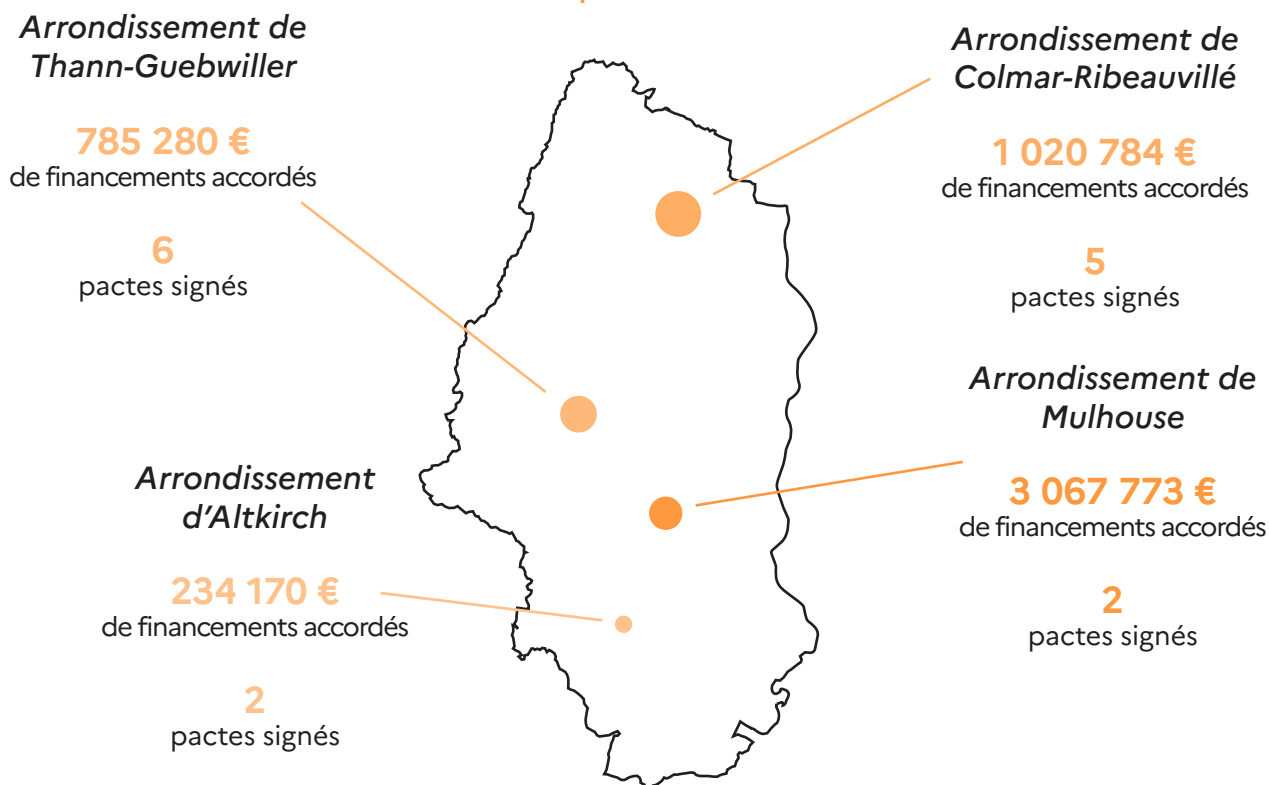 Arrondissement de
Thann-Guebwiller
785 280 €
de financements accordés
6
pactes signés
Arrondissement de
Colmar-Ribeauvillé
1 020 784 €
de financements accordés
5
pactes signés
Arrondissement de
Mulhouse
3 067 773 €
de financements accordés
2
pactes signés
Arrondissement
d'Altkirch
234 170 €
de financements accordés
2
pactes signés